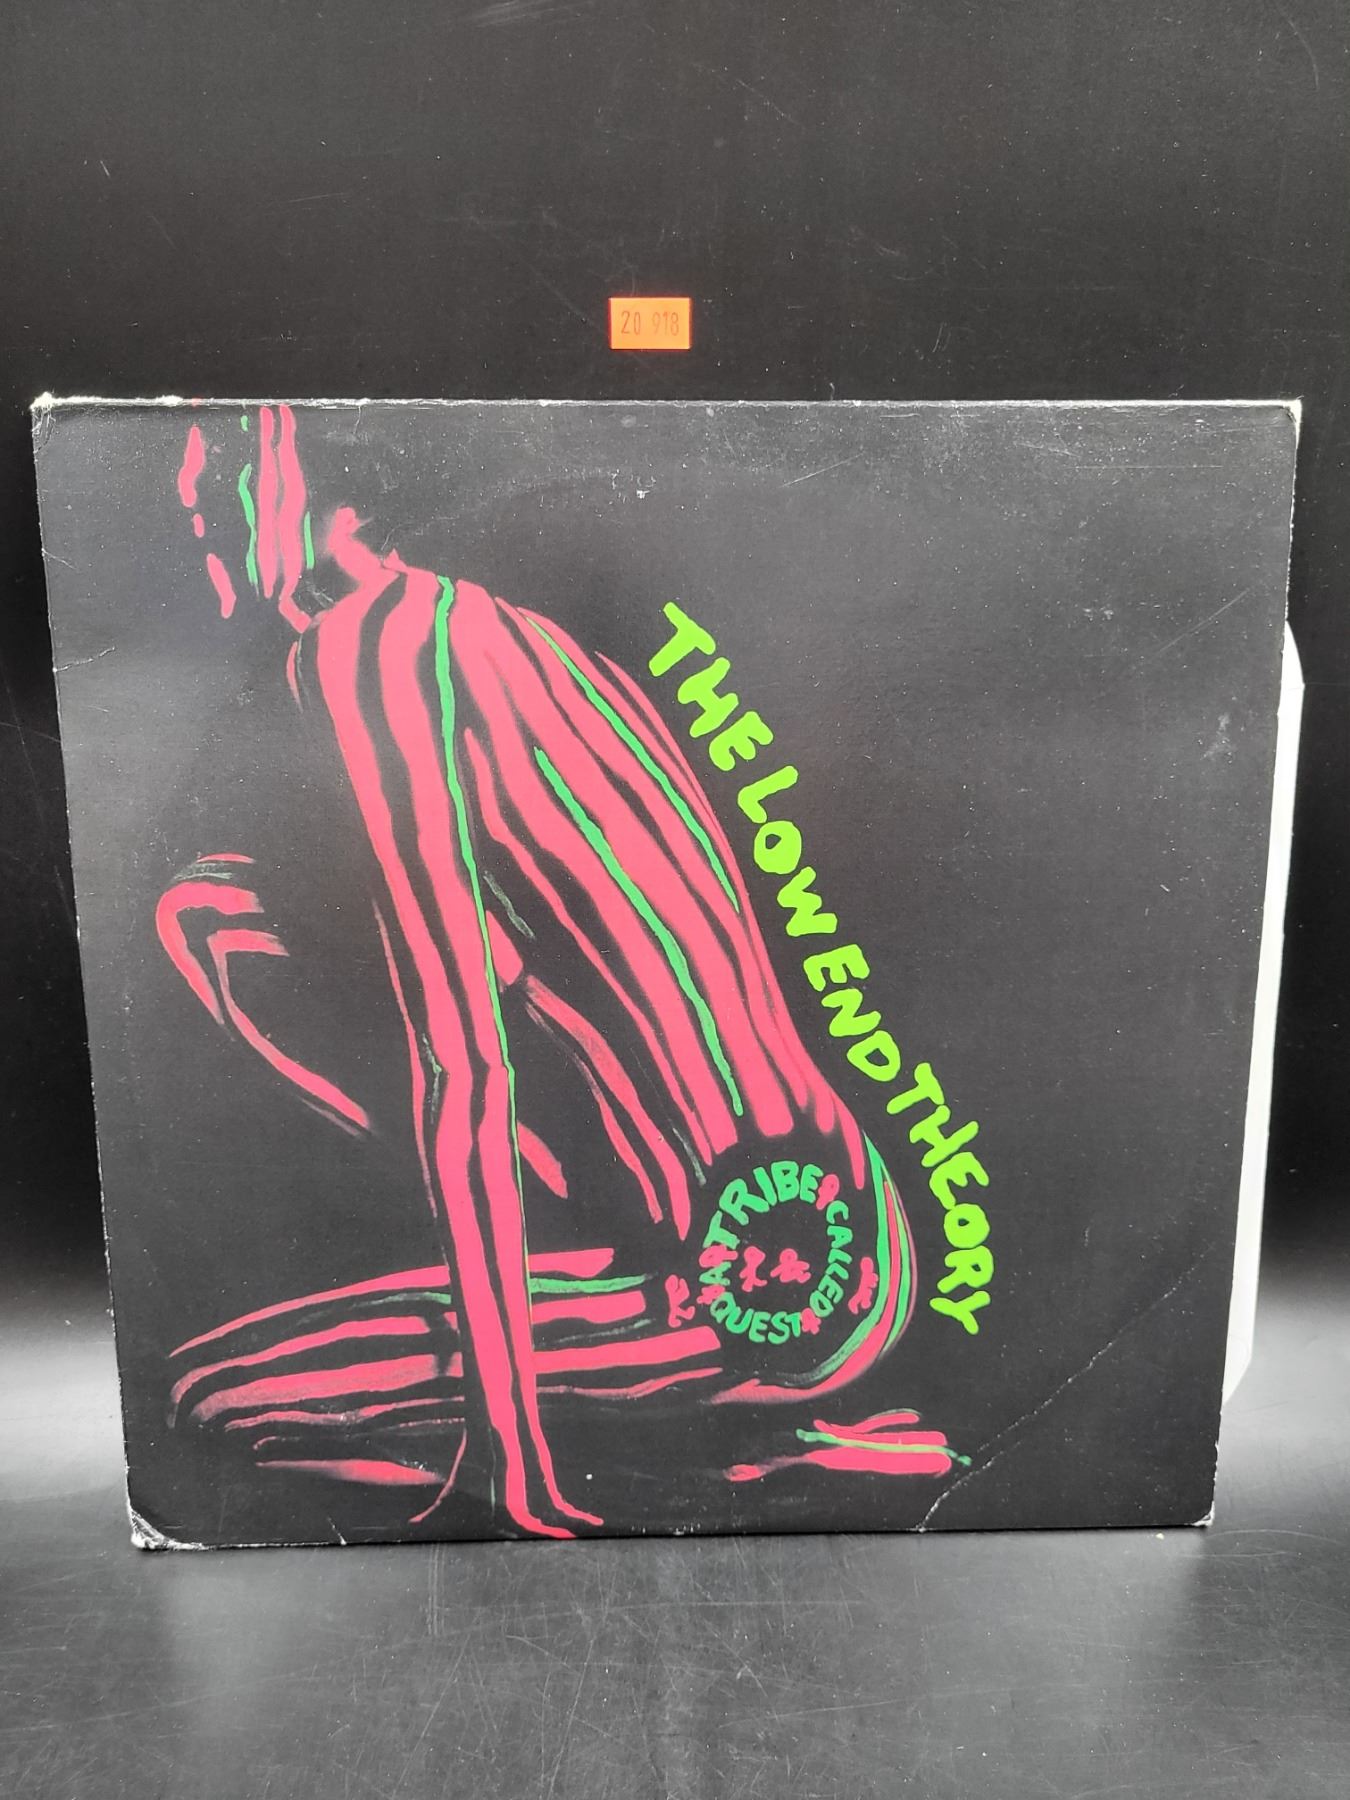 20 918
THE LOW END THEORY
A TRIBE CALLED QUEST